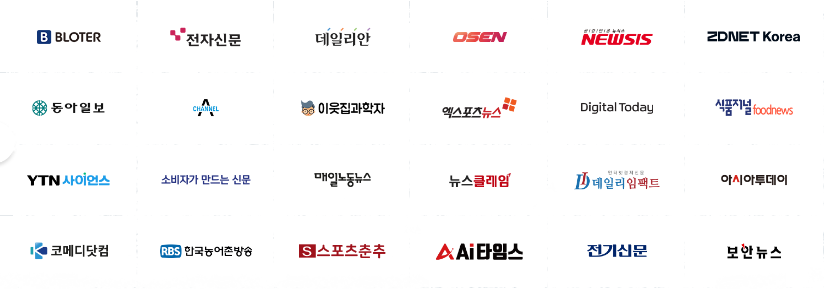 B BLOTER
전자신문
데일리안
OSEN
NEWSIS
ZDNET Korea
동아일보
CHANNEL A
이웃집과학자
엑스포츠뉴스
Digital Today
식품저널 foodnews
YTN 사이언스
소비자가 만드는 신문
매일노동뉴스
뉴스클레임
데일리임팩트
아시아투데이
코메디닷컴
RBS 한국농어촌방송
S 스포츠춘추
Ai타임스
전기신문
보안뉴스